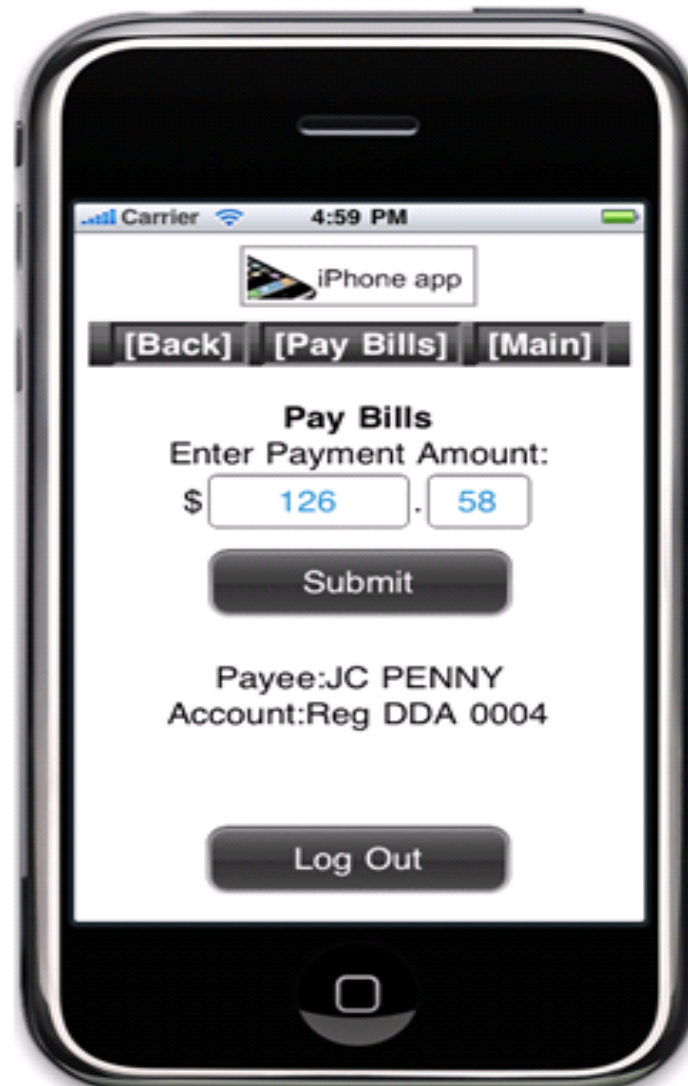 Carrier 4:59 PM
iPhone app
[Back] [Pay Bills] [Main]
Pay Bills
Enter Payment Amount:
$ 126 . 58
Submit
Payee:JC PENNY
Account:Reg DDA 0004
Log Out